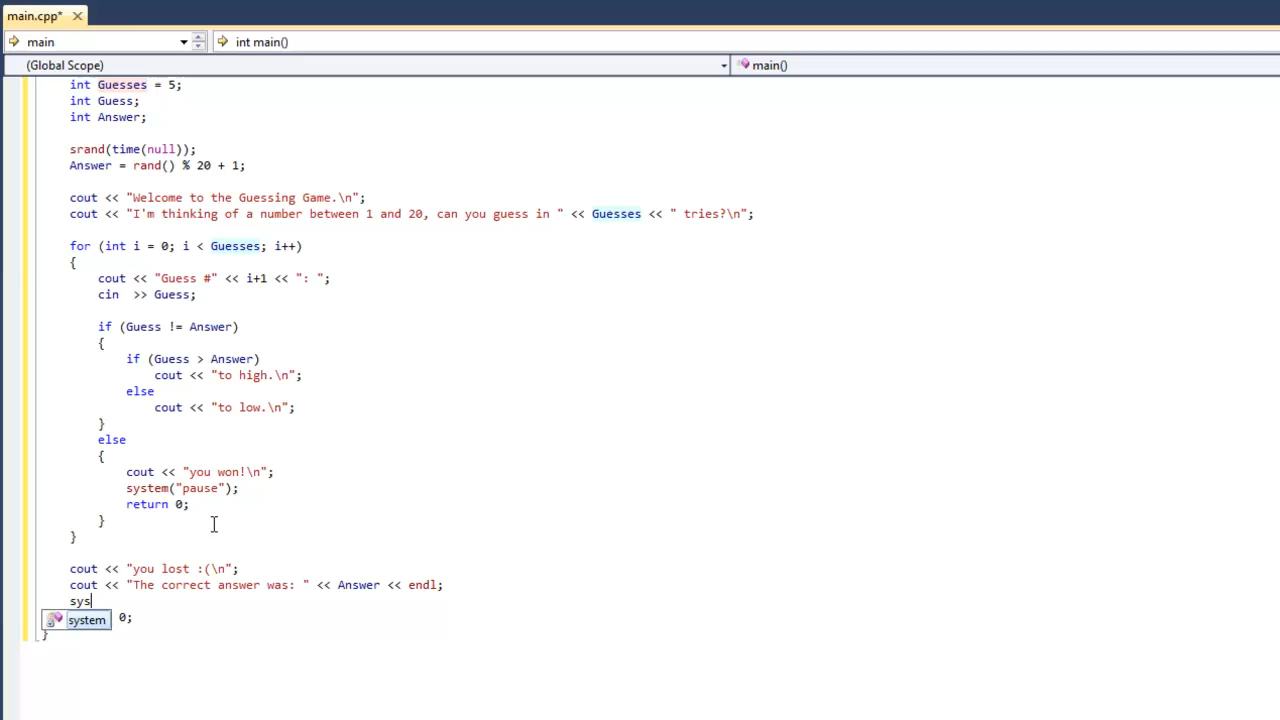 main.cpp*
main int main()
(Global Scope) main()
int Guesses = 5;
int Guess;
int Answer;
srand(time(null));
Answer = rand() % 20 + 1;
cout << "Welcome to the Guessing Game.\n";
cout << "I'm thinking of a number between 1 and 20, can you guess in " << Guesses << " tries?\n";
for (int i = 0; i < Guesses; i++)
{
cout << "Guess #" << i+1 << ": ";
cin  >> Guess;
if (Guess != Answer)
{
if (Guess > Answer)
cout << "to high.\n";
else
cout << "to low.\n";
}
else
{
cout << "you won!\n";
system("pause");
return 0;
}
}
cout << "you lost :(\n";
cout << "The correct answer was: " << Answer << endl;
sys
system 0;
}